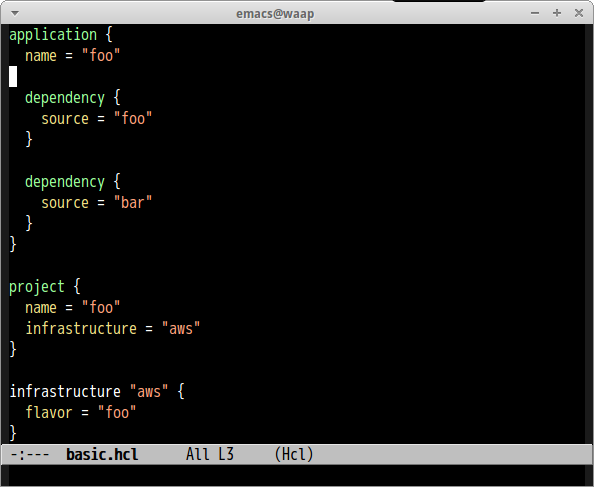 emacs@waap
application {
  name = "foo"

  dependency {
    source = "foo"
  }

  dependency {
    source = "bar"
  }
}

project {
  name = "foo"
  infrastructure = "aws"
}

infrastructure "aws" {
  flavor = "foo"
}
-:---  basic.hcl      All L3     (Hcl)